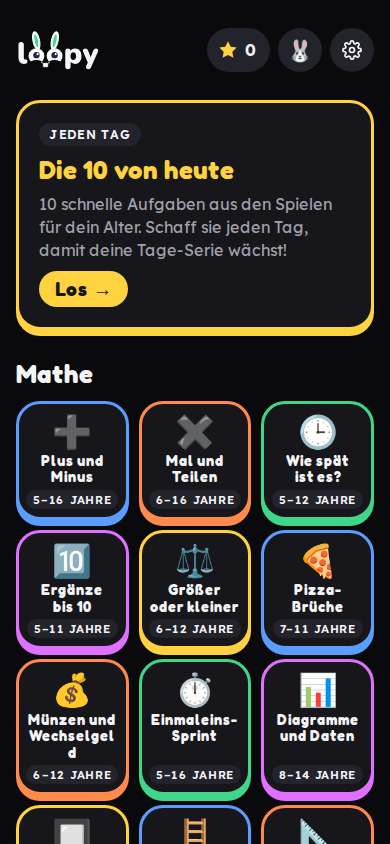 loopy
0
JEDEN TAG
Die 10 von heute
10 schnelle Aufgaben aus den Spielen
für dein Alter. Schaff sie jeden Tag,
damit deine Tage-Serie wächst!
Los →
Mathe
Plus und
Minus
5–16 JAHRE
Mal und
Teilen
6–16 JAHRE
Wie spät
ist es?
5–12 JAHRE
10
Ergänze
bis 10
5–11 JAHRE
Größer
oder kleiner
6–12 JAHRE
Pizza-
Brüche
7–11 JAHRE
Münzen und
Wechselgel
d
6–12 JAHRE
Einmaleins-
Sprint
5–16 JAHRE
Diagramme
und Daten
8–14 JAHRE